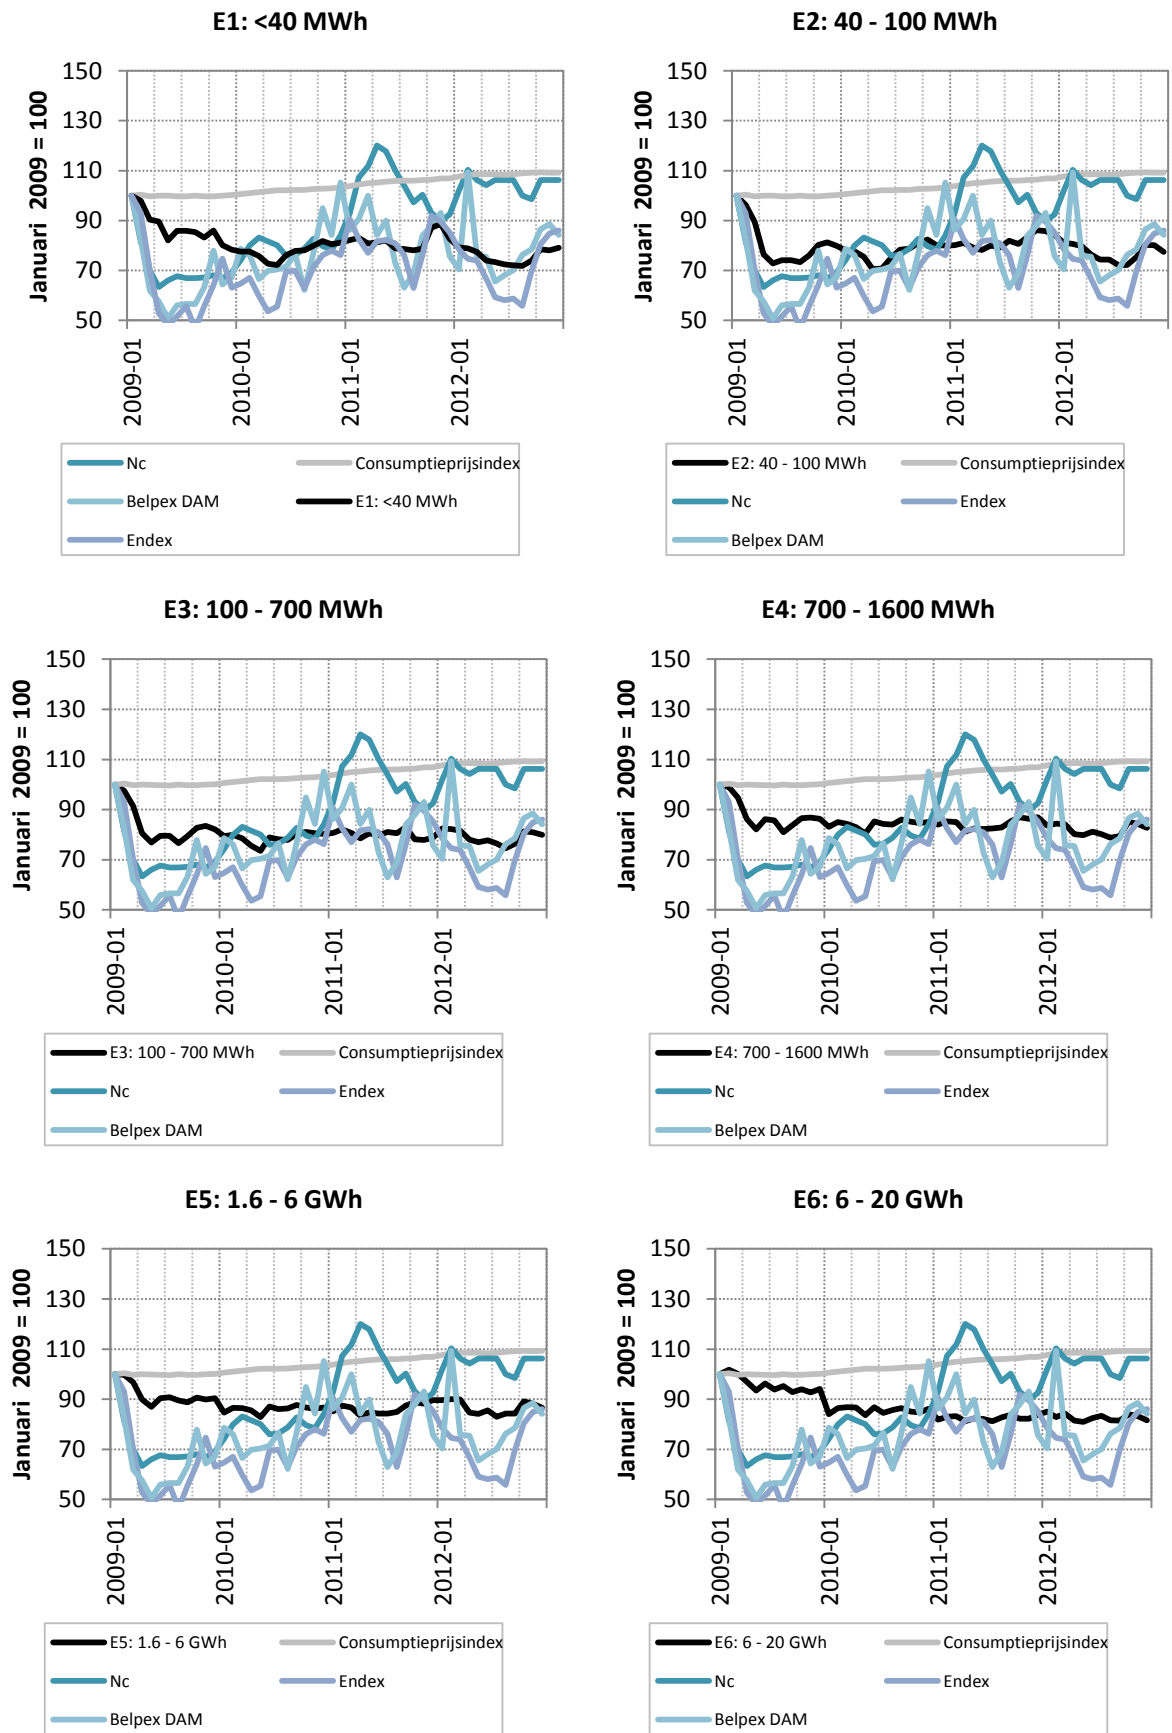 E1: <40 MWh
Januari 2009 = 100
150
130
110
90
70
50
2009-01
2010-01
2011-01
2012-01
Nc
Consumptieprijsindex
Belpex DAM
E1: <40 MWh
Endex
E2: 40 - 100 MWh
Januari 2009 = 100
150
130
110
90
70
50
2009-01
2010-01
2011-01
2012-01
E2: 40 - 100 MWh
Consumptieprijsindex
Nc
Endex
Belpex DAM
E3: 100 - 700 MWh
Januari 2009 = 100
150
130
110
90
70
50
2009-01
2010-01
2011-01
2012-01
E3: 100 - 700 MWh
Consumptieprijsindex
Nc
Endex
Belpex DAM
E4: 700 - 1600 MWh
Januari 2009 = 100
150
130
110
90
70
50
2009-01
2010-01
2011-01
2012-01
E4: 700 - 1600 MWh
Consumptieprijsindex
Nc
Endex
Belpex DAM
E5: 1.6 - 6 GWh
Januari 2009 = 100
150
130
110
90
70
50
2009-01
2010-01
2011-01
2012-01
E5: 1.6 - 6 GWh
Consumptieprijsindex
Nc
Endex
Belpex DAM
E6: 6 - 20 GWh
Januari 2009 = 100
150
130
110
90
70
50
2009-01
2010-01
2011-01
2012-01
E6: 6 - 20 GWh
Consumptieprijsindex
Nc
Endex
Belpex DAM